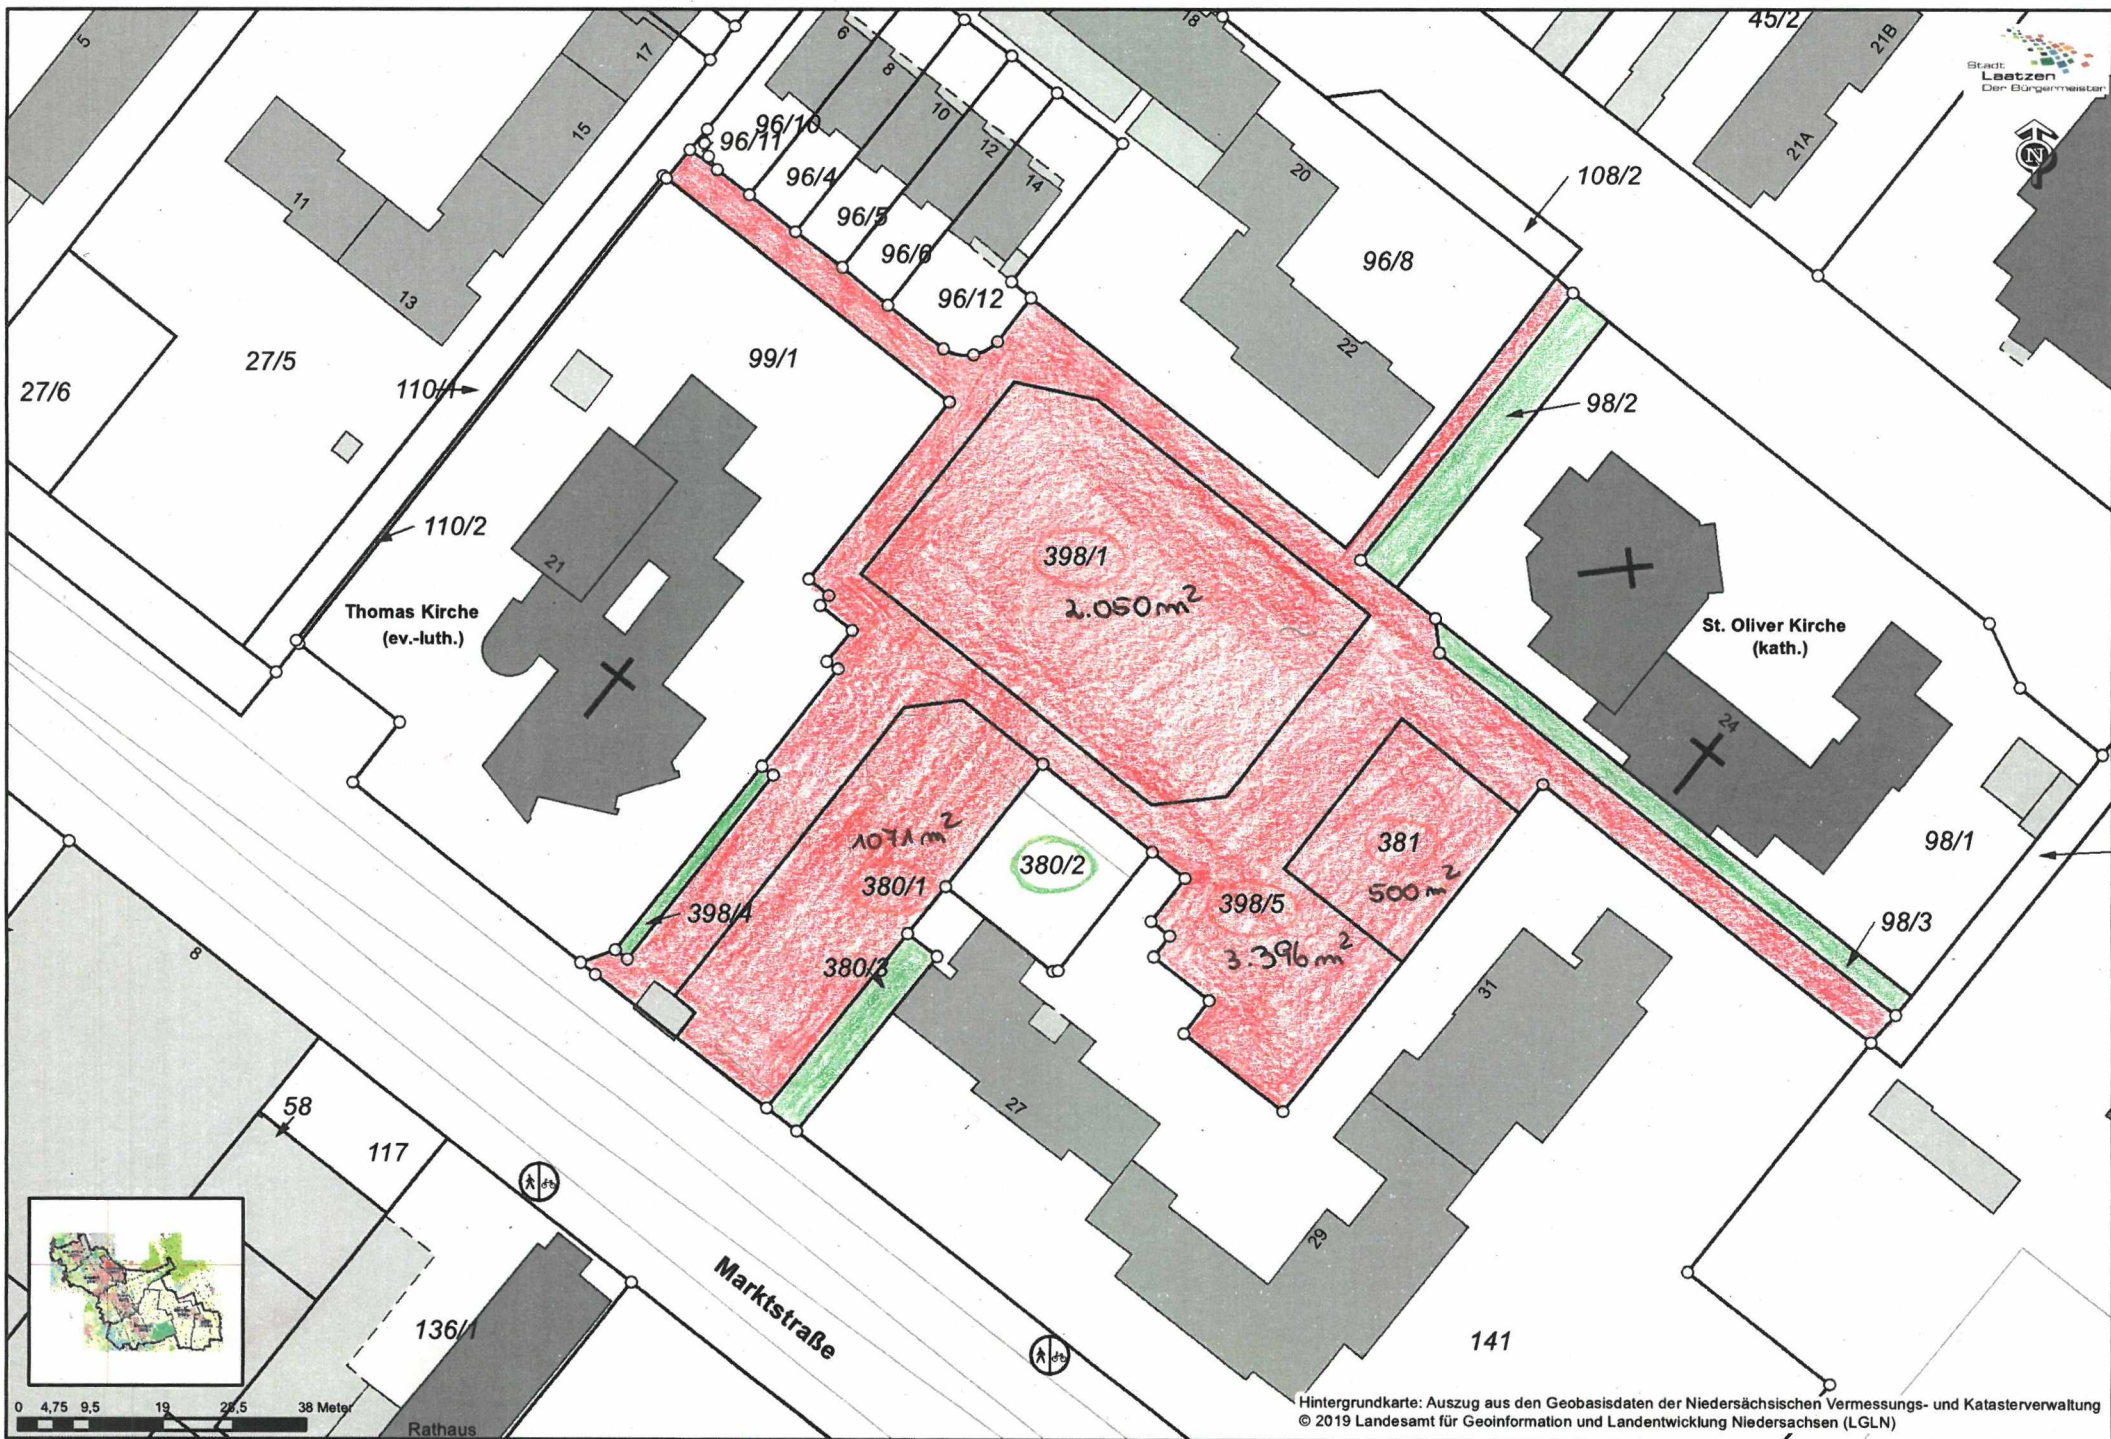 45/2
Stadt
Laatzen
Der Bürgermeister
N
5
17
15
11
13
6
8
10
12
14
18
20
22
21B
21A
96/10
96/11
96/4
96/5
96/6
96/12
96/8
108/2
27/6
27/5
110/1
110/2
99/1
98/2
21
Thomas Kirche
(ev.-luth.)
398/1
2.050 m²
St. Oliver Kirche
(kath.)
24
98/1
98/3
1071 m²
380/1
380/2
381
500 m²
398/5
3.396 m²
398/4
380/3
8
58
117
27
31
29
136/1
Marktstraße
141
0 4,75 9,5 19 28,5 38 Meter
Rathaus
Hintergrundkarte: Auszug aus den Geobasisdaten der Niedersächsischen Vermessungs- und Katasterverwaltung
© 2019 Landesamt für Geoinformation und Landentwicklung Niedersachsen (LGLN)